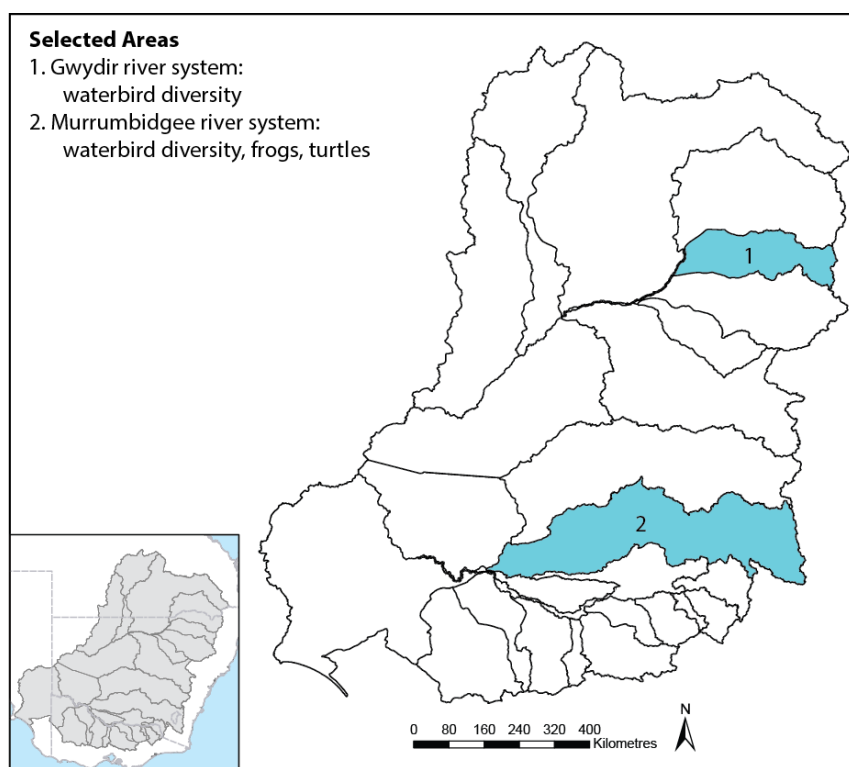 Selected Areas
1. Gwydir river system:
waterbird diversity
2. Murrumbidgee river system:
waterbird diversity, frogs, turtles
1
2
N
0 80 160 240 320 400
Kilometres